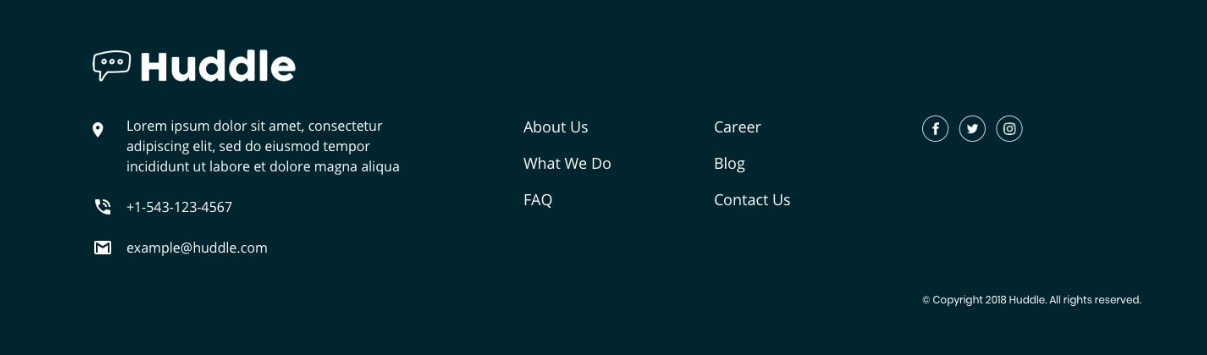 Huddle
Lorem ipsum dolor sit amet, consectetur
adipiscing elit, sed do eiusmod tempor
incididunt ut labore et dolore magna aliqua
+1-543-123-4567
example@huddle.com
About Us
What We Do
FAQ
Career
Blog
Contact Us
© Copyright 2018 Huddle. All rights reserved.